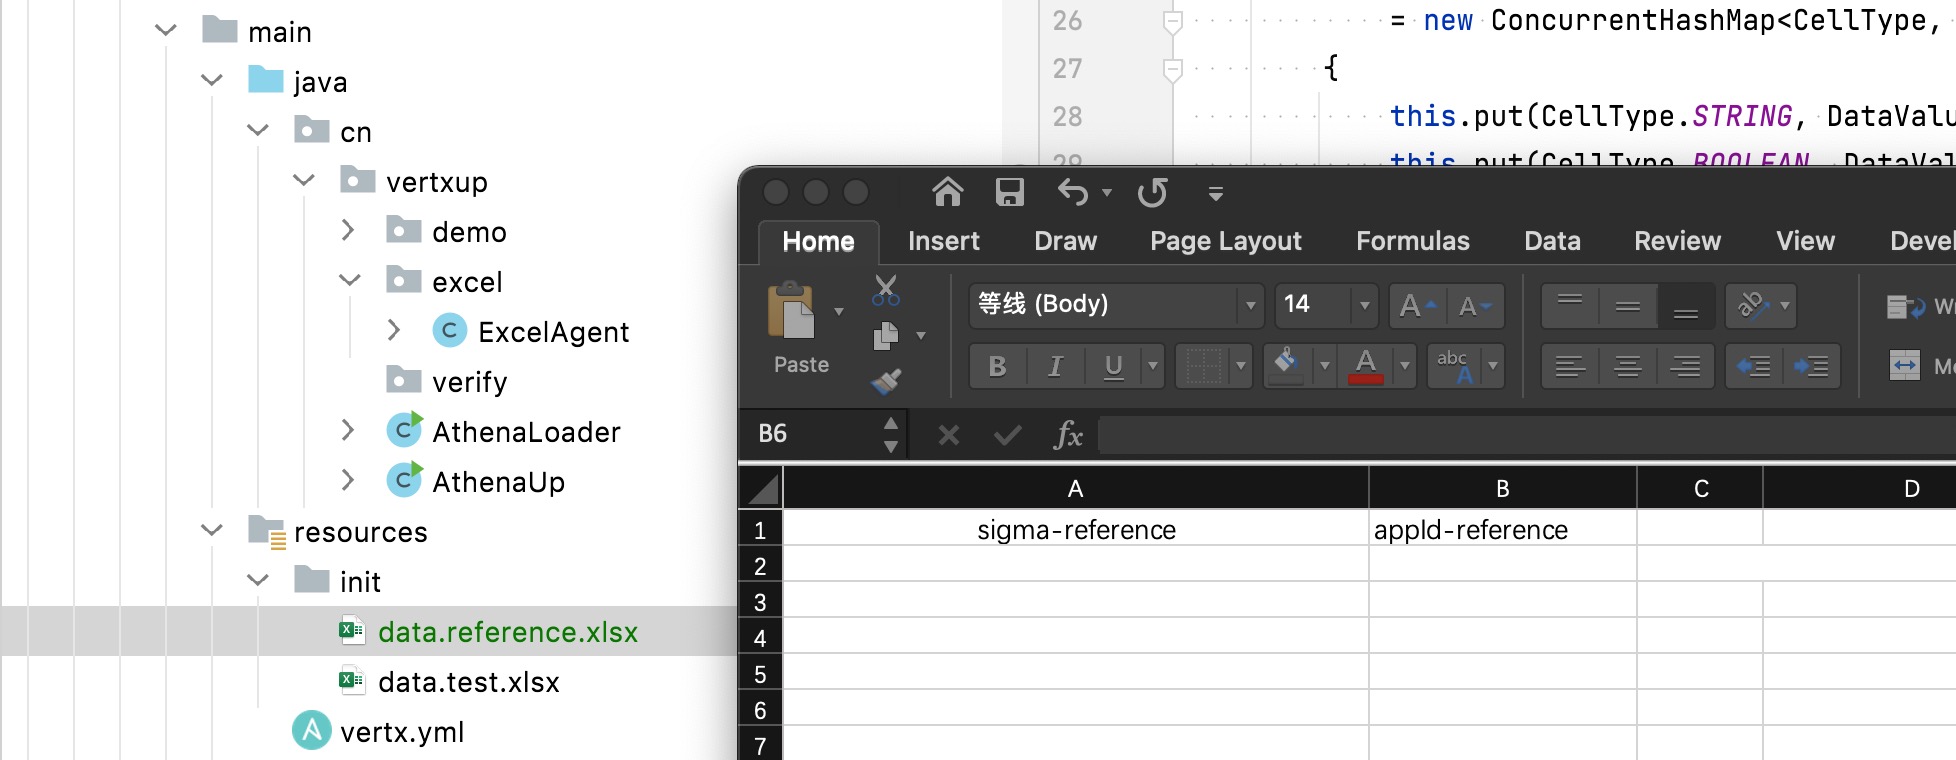 main
java
cn
vertxup
demo
excel
ExcelAgent
verify
AthenaLoader
AthenaUp
resources
init
data.reference.xlsx
data.test.xlsx
vertx.yml
26 = new ConcurrentHashMap<CellType,
27 {
28 this.put(CellType.STRING, DataValu
29 this.put(CellType.BOOLEAN, DataVal
Home Insert Draw Page Layout Formulas Data Review View Devel
Paste
等线 (Body) 14 A A ab
B I U A abc A
B6 fx
A B C D
1 sigma-reference appId-reference
2
3
4
5
6
7